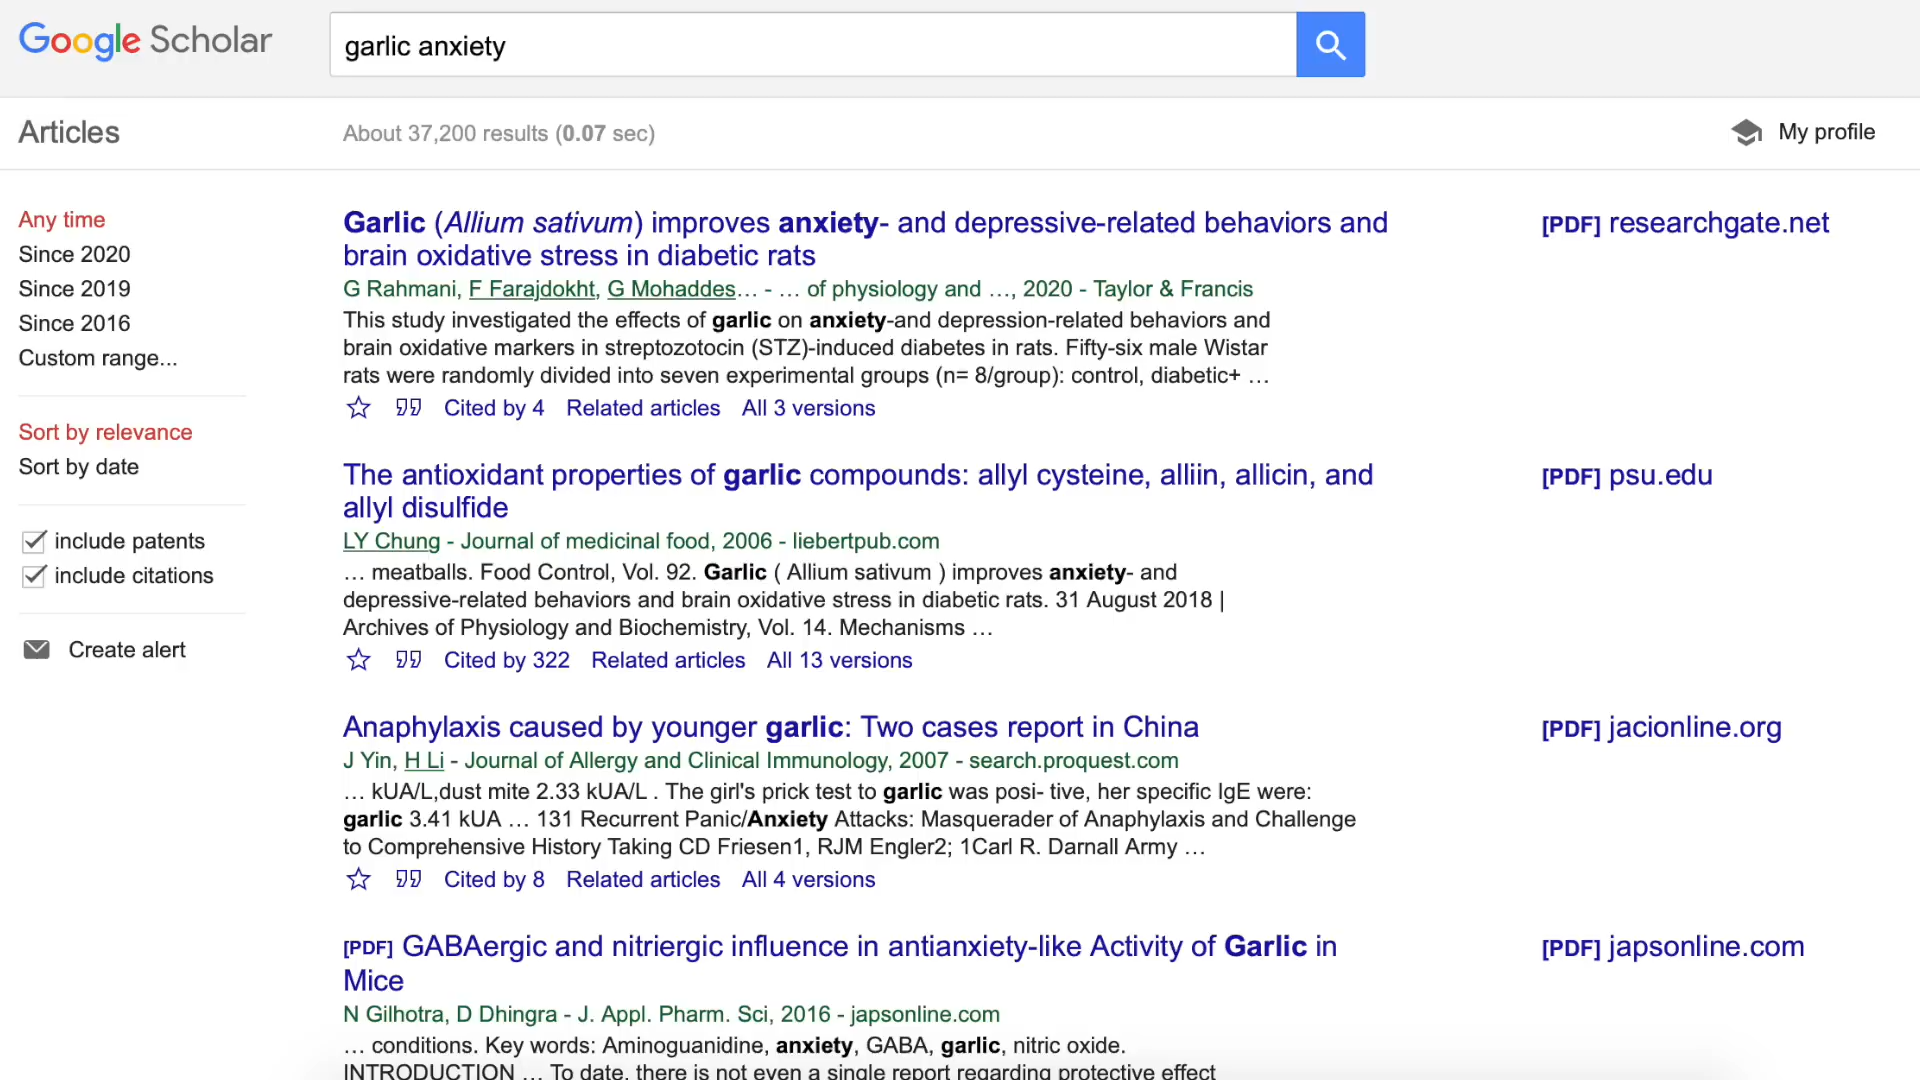 Google Scholar
garlic anxiety
Articles
About 37,200 results (0.07 sec)
My profile
Any time
Since 2020
Since 2019
Since 2016
Custom range...
Sort by relevance
Sort by date
include patents
include citations
Create alert
Garlic (Allium sativum) improves anxiety- and depressive-related behaviors and
brain oxidative stress in diabetic rats
G Rahmani, F Farajdokht, G Mohaddes… - … of physiology and …, 2020 - Taylor & Francis
This study investigated the effects of garlic on anxiety-and depression-related behaviors and
brain oxidative markers in streptozotocin (STZ)-induced diabetes in rats. Fifty-six male Wistar
rats were randomly divided into seven experimental groups (n= 8/group): control, diabetic+ …
Cited by 4 Related articles All 3 versions
[PDF] researchgate.net
The antioxidant properties of garlic compounds: allyl cysteine, alliin, allicin, and
allyl disulfide
LY Chung - Journal of medicinal food, 2006 - liebertpub.com
… meatballs. Food Control, Vol. 92. Garlic ( Allium sativum ) improves anxiety- and
depressive-related behaviors and brain oxidative stress in diabetic rats. 31 August 2018 |
Archives of Physiology and Biochemistry, Vol. 14. Mechanisms …
Cited by 322 Related articles All 13 versions
[PDF] psu.edu
Anaphylaxis caused by younger garlic: Two cases report in China
J Yin, H Li - Journal of Allergy and Clinical Immunology, 2007 - search.proquest.com
… kUA/L,dust mite 2.33 kUA/L . The girl's prick test to garlic was posi- tive, her specific IgE were:
garlic 3.41 kUA … 131 Recurrent Panic/Anxiety Attacks: Masquerader of Anaphylaxis and Challenge
to Comprehensive History Taking CD Friesen1, RJM Engler2; 1Carl R. Darnall Army …
Cited by 8 Related articles All 4 versions
[PDF] jacionline.org
[PDF] GABAergic and nitriergic influence in antianxiety-like Activity of Garlic in
Mice
N Gilhotra, D Dhingra - J. Appl. Pharm. Sci, 2016 - japsonline.com
… conditions. Key words: Aminoguanidine, anxiety, GABA, garlic, nitric oxide.
INTRODUCTION … To date, there is not even a single report regarding protective effect
[PDF] japsonline.com